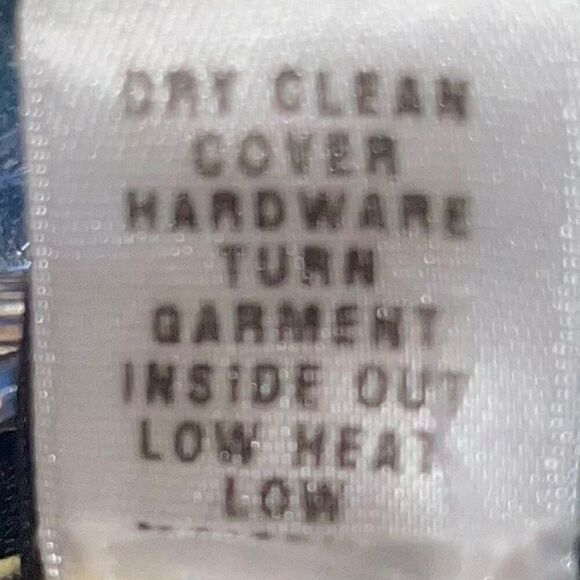 DRY CLEAN
COVER
HARDWARE
TURN
GARMENT
INSIDE OUT
LOW HEAT
LOW